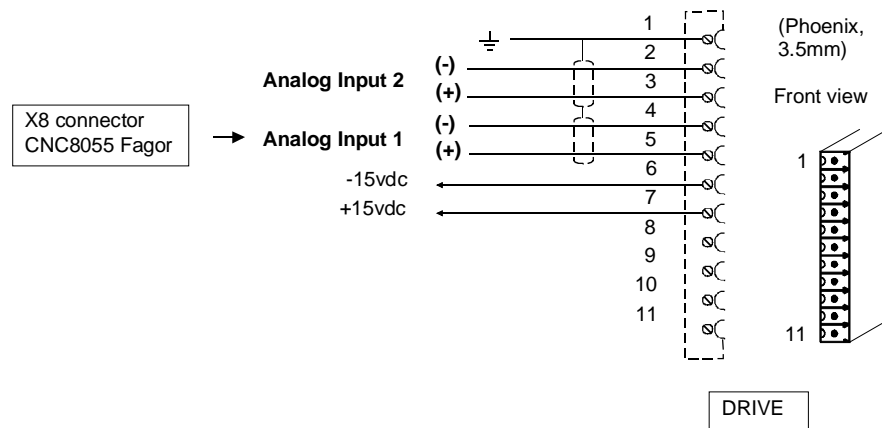 1
2
3
4
5
6
7
8
9
10
11
(-)
Analog Input 2
(+)
(-)
Analog Input 1
(+)
-15vdc
+15vdc
X8 connector
CNC8055 Fagor
(Phoenix,
3.5mm)
Front view
1
11
DRIVE